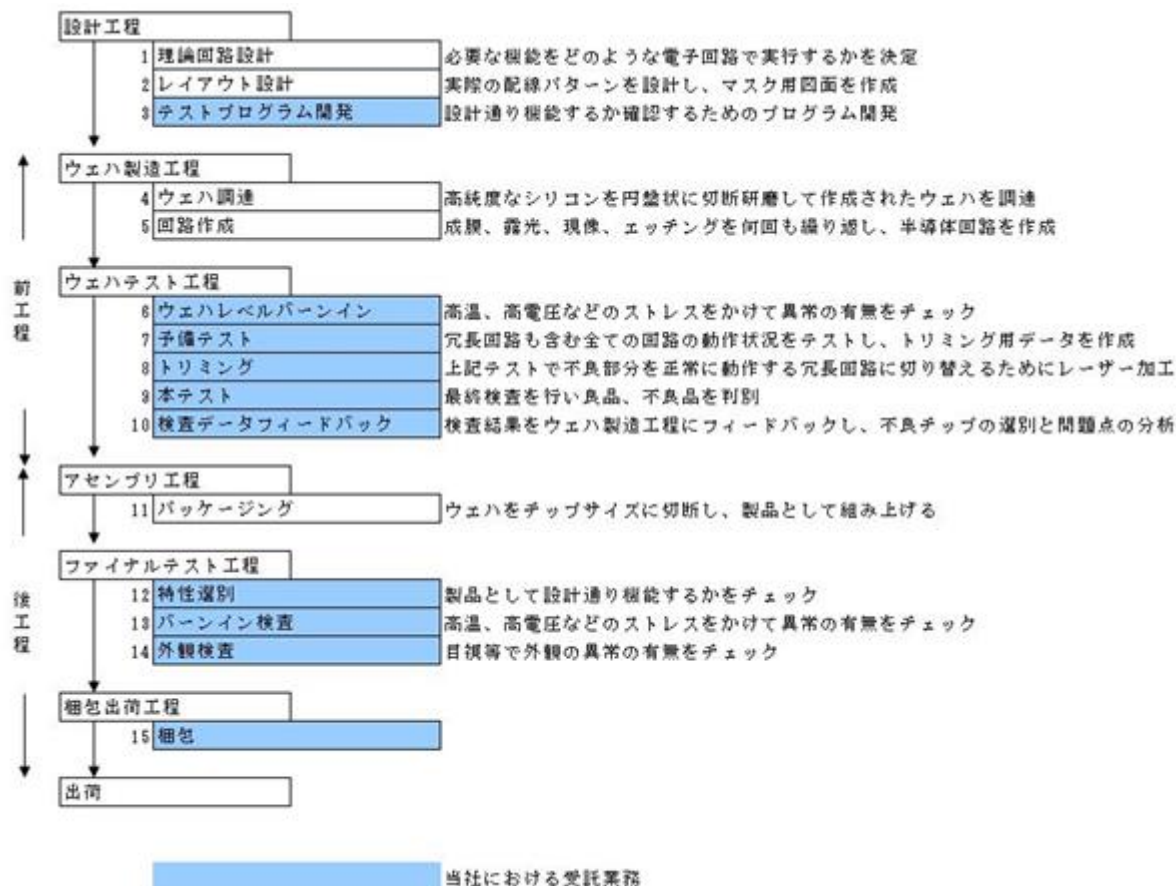 設計工程
1 理論回路設計 必要な機能をどのような電子回路で実行するかを決定
2 レイアウト設計 実際の配線パターンを設計し、マスク用図面を作成
3 テストプログラム開発 設計通り機能するか確認するためのプログラム開発
ウェハ製造工程
4 ウェハ調達 高純度なシリコンを円盤状に切断研磨して作成されたウェハを調達
5 回路作成 成膜、露光、現像、エッチングを何回も繰り返し、半導体回路を作成
前工程
ウェハテスト工程
6 ウェハレベルバーンイン 高温、高電圧などのストレスをかけて異常の有無をチェック
7 予備テスト 冗長回路も含む全ての回路の動作状況をテストし、トリミング用データを作成
8 トリミング 上記テストで不良部分を正常に動作する冗長回路に切り替えるためにレーザー加工
9 本テスト 最終検査を行い良品、不良品を判別
10 検査データフィードバック 検査結果をウェハ製造工程にフィードバックし、不良チップの選別と問題点の分析
アセンブリ工程
11 パッケージング ウェハをチップサイズに切断し、製品として組み上げる
ファイナルテスト工程
後工程
12 特性選別 製品として設計通り機能するかをチェック
13 バーンイン検査 高温、高電圧などのストレスをかけて異常の有無をチェック
14 外観検査 目視等で外観の異常の有無をチェック
梱包出荷工程
15 梱包
出荷
当社における受託業務